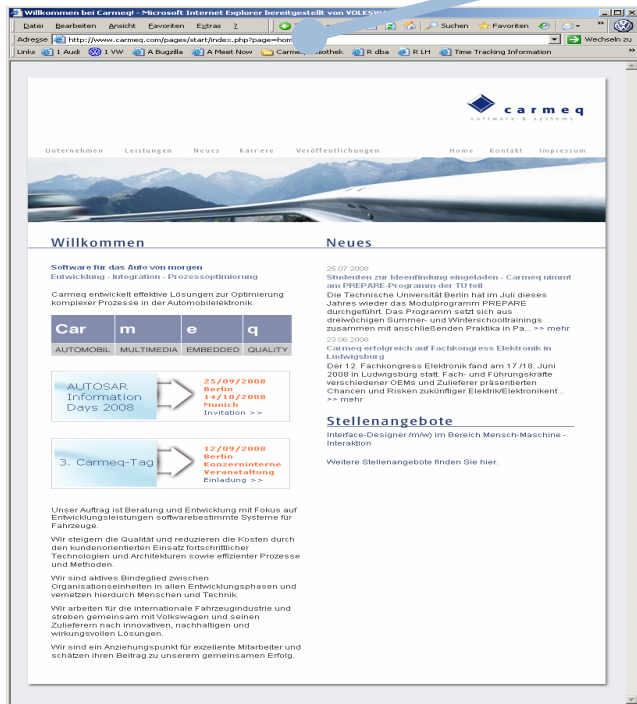 Willkommen bei Carmeq! - Microsoft Internet Explorer bereitgestellt von VOLKSWA
Datei Bearbeiten Ansicht Favoriten Extras ?
Suchen Favoriten
Adresse http://www.carmeq.com/pages/start/index.php?page=hom Wechseln zu
Links 1 Audi 1 VW A Bugzilla A Meet Now Carmeq R dba R LH Time Tracking Information
carmeq
software & systems
Unternehmen Leistungen Neues Karriere Veröffentlichungen Home Kontakt Impressum
Willkommen
Software für das Auto von morgen
Entwicklung - Integration - Prozessoptimierung
Carmeq entwickelt effektive Lösungen zur Optimierung
komplexer Prozesse in der Automobilelektronik.
Car m e q
AUTOMOBIL MULTIMEDIA EMBEDDED QUALITY
AUTOSAR
Information
Days 2008
25/09/2008
Berlin
14/10/2008
Munich
Invitation >>
3. Carmeq-Tag
12/09/2008
Berlin
Konzerninterne
Veranstaltung
Einladung >>
Unser Auftrag ist Beratung und Entwicklung mit Fokus auf
Entwicklungsleistungen softwarebestimmte Systeme für
Fahrzeuge.
Wir steigern die Qualität und reduzieren die Kosten durch
den kundenorientierten Einsatz fortschrittlicher
Technologien und Architekturen sowie effizienter Prozesse
und Methoden.
Wir sind aktives Bindeglied zwischen
Organisationseinheiten in allen Entwicklungsphasen und
vernetzen hierdurch Menschen und Technik.
Wir arbeiten für die internationale Fahrzeugindustrie und
streben gemeinsam mit Volkswagen und seinen
Zulieferern nach innovativen, nachhaltigen und
wirkungsvollen Lösungen.
Wir sind ein Anziehungspunkt für exzellente Mitarbeiter und
schätzen ihren Beitrag zu unserem gemeinsamen Erfolg.
Neues
25.07.2008
Studenten zur Ideenfindung eingeladen - Carmeq nimmt
am PREPARE-Programm der TU teil
Die Technische Universität Berlin hat im Juli dieses
Jahres wieder das Modulprogramm PREPARE
durchgeführt. Das Programm setzt sich aus
dreiwöchigen Summer- und Winterschooltrainings
zusammen mit anschließenden Praktika in Pa... >> mehr
23.06.2008
Carmeq erfolgreich auf Fachkongress Elektronik in
Ludwigsburg
Der 12. Fachkongress Elektronik fand am 17./18. Juni
2008 in Ludwigsburg statt. Fach- und Führungskräfte
verschiedener OEMs und Zulieferer präsentierten
Chancen und Risken zukünftiger Elektrik/Elektronikent...
>> mehr
Stellenangebote
Interface-Designer /m/w) im Bereich Mensch-Maschine -
Interaktion
Weitere Stellenangebote finden Sie hier.